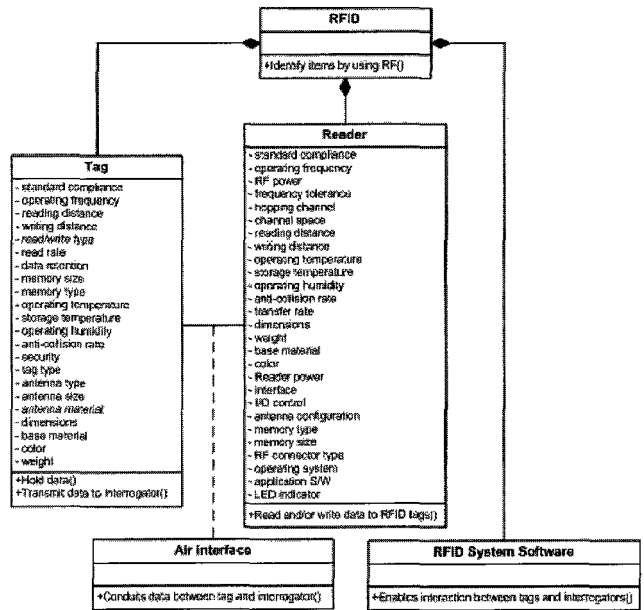 RFID
+Identify items by using RF()
Reader
- standard compliance
- operating frequency
- RF power
- frequency tolerance
- hopping channel
- channel space
- reading distance
- writing distance
- operating temperature
- storage temperature
- operating humidity
- anti-collision rate
- transfer rate
- dimensions
- weight
- base material
- color
- Reader power
- interface
- I/O control
- antenna configuration
- memory type
- memory size
- RF connector type
- operating system
- application S/W
- LED indicator
+Read and/or write data to RFID tags()
Tag
- standard compliance
- operating frequency
- reading distance
- writing distance
- read/write type
- read rate
- data retention
- memory size
- memory type
- operating temperature
- storage temperature
- operating humidity
- anti-collision rate
- security
- tag type
- antenna type
- antenna size
- antenna material
- dimensions
- base material
- color
- weight
+Hold data()
+Transmit data to interrogator()
Air interface
+Conduits data between tag and interrogator()
RFID System Software
+Enables interaction between tags and interrogators()